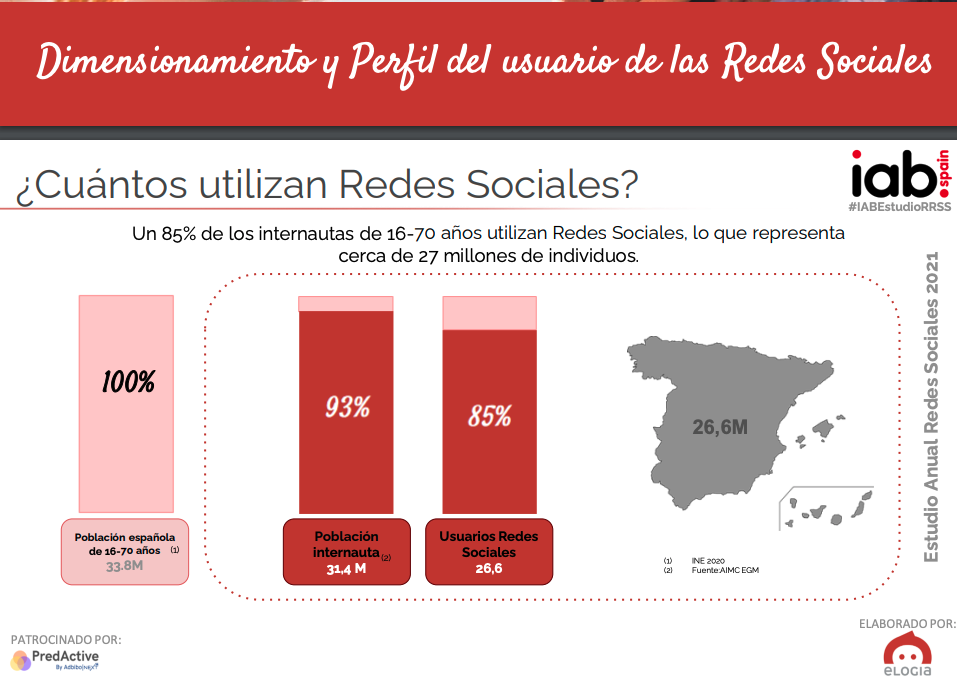 Dimensionamiento y Perfil del usuario de las Redes Sociales
¿Cuántos utilizan Redes Sociales?
iab.spain
#IABEstudioRRSS
Un 85% de los internautas de 16-70 años utilizan Redes Sociales, lo que representa
cerca de 27 millones de individuos.
100%
93%
85%
26,6M
Población española
de 16-70 años (1)
33.8M
Población
internauta (2)
31,4 M
Usuarios Redes
Sociales
26,6
(1) INE 2020
(2) Fuente:AIMC EGM
Estudio Anual Redes Sociales 2021
PATROCINADO POR:
PredActive
By Adbibo(NEXT)
ELABORADO POR:
eLOGIA